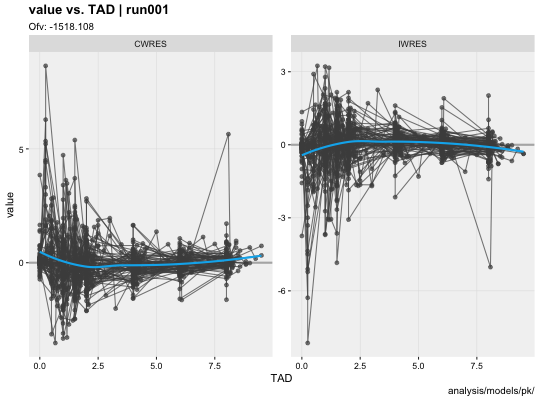 value vs. TAD | run001
Ofv: -1518.108
CWRES
IWRES
5
0
3
0
-3
-6
value
0.0
2.5
5.0
7.5
0.0
2.5
5.0
7.5
TAD
analysis/models/pk/